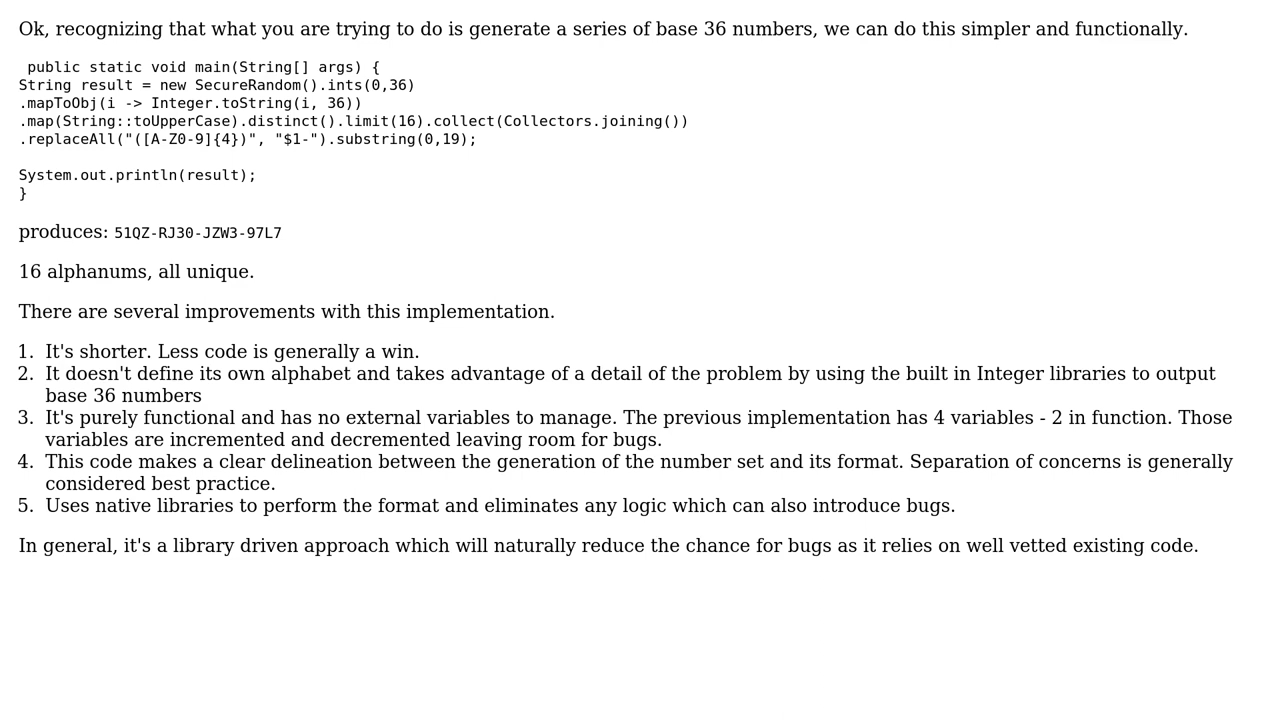 Ok, recognizing that what you are trying to do is generate a series of base 36 numbers, we can do this simpler and functionally.
public static void main(String[] args) {
String result = new SecureRandom().ints(0,36)
.mapToObj(i -> Integer.toString(i, 36))
.map(String::toUpperCase).distinct().limit(16).collect(Collectors.joining())
.replaceAll("([A-Z0-9]{4})", "$1-").substring(0,19);
System.out.println(result);
}
produces: 51QZ-RJ30-JZW3-97L7
16 alphanums, all unique.
There are several improvements with this implementation.
1. It's shorter. Less code is generally a win.
2. It doesn't define its own alphabet and takes advantage of a detail of the problem by using the built in Integer libraries to output
base 36 numbers
3. It's purely functional and has no external variables to manage. The previous implementation has 4 variables - 2 in function. Those
variables are incremented and decremented leaving room for bugs.
4. This code makes a clear delineation between the generation of the number set and its format. Separation of concerns is generally
considered best practice.
5. Uses native libraries to perform the format and eliminates any logic which can also introduce bugs.
In general, it's a library driven approach which will naturally reduce the chance for bugs as it relies on well vetted existing code.